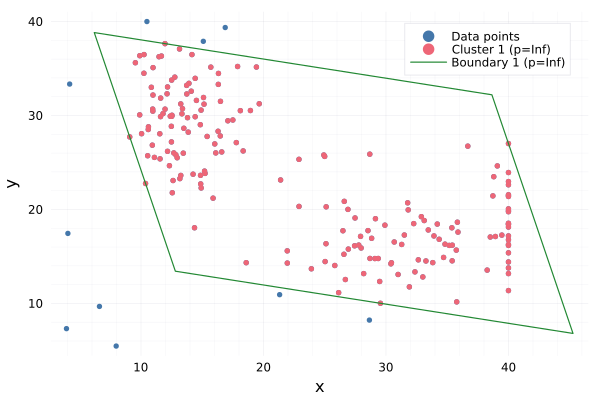 40
Data points
Cluster 1 (p=Inf)
Boundary 1 (p=Inf)
30
y
20
10
10 20 30 40
x